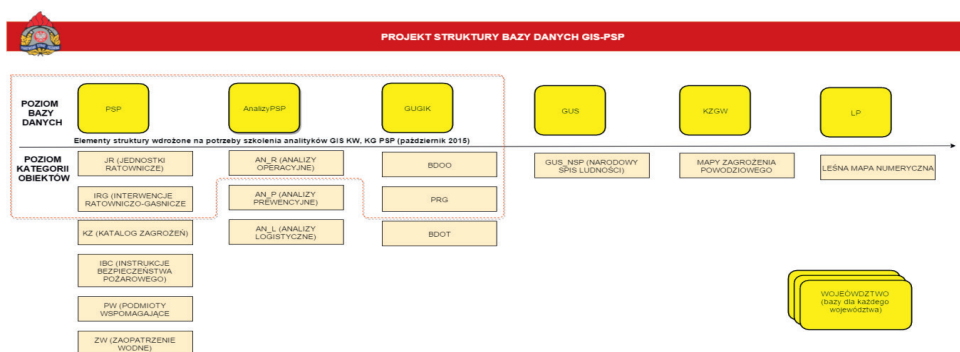 PROJEKT STRUKTURY BAZY DANYCH GIS-PSP
POZIOM
BAZY
DANYCH
PSP
AnalizyPSP
GUGIK
GUS
KZGW
LP
Elementy struktury wdrożone na potrzeby szkolenia analityków GIS KW, KG PSP (październik 2015)
POZIOM
KATEGORII
OBIEKTÓW
JR (JEDNOSTKI
RATOWNICZE)
AN_R (ANALIZY
OPERACYJNE)
BDOO
GUS_NSP (NARODOWY
SPIS LUDNOŚCI)
MAPY ZAGROŻENIA
POWODZIOWEGO
LEŚNA MAPA NUMERYCZNA
IRG (INTERWENCJE
RATOWNICZO-GAŚNICZE
AN_P (ANALIZY
PREWENCYJNE)
PRG
KZ (KATALOG ZAGROŻEŃ)
AN_L (ANALIZY
LOGISTYCZNE)
BDOT
IBC (INSTRUKCJE
BEZPIECZEŃSTWA
POŻAROWEGO)
PW (PODMIOTY
WSPOMAGAJĄCE
ZW (ZAOPATRZENIE
WODNE)
WOJEÓWDZTWO
(bazy dla każdego
województwa)